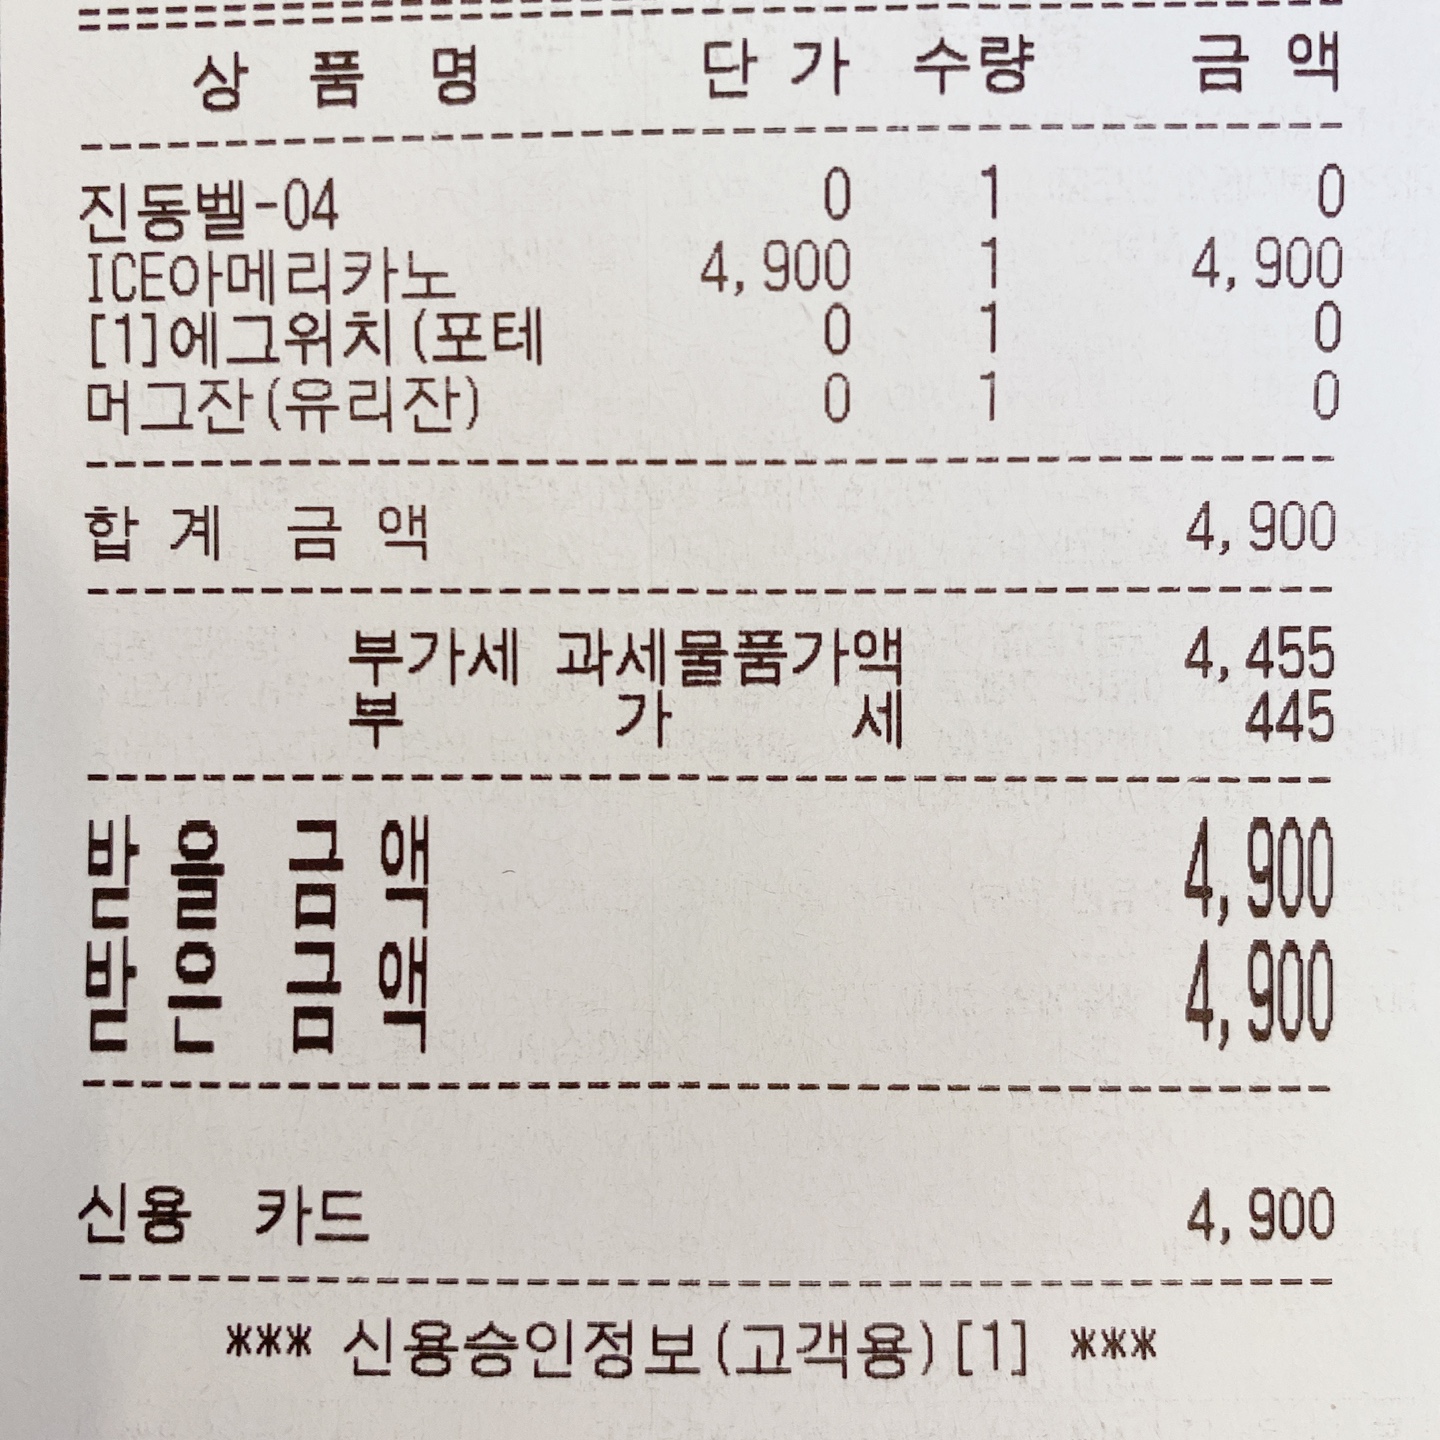 상 품 명 단 가 수량 금 액
진동벨-04 0 1 0
ICE아메리카노 4,900 1 4,900
[1]에그위치(포테 0 1 0
머그잔(유리잔) 0 1 0
합 계 금 액 4,900
부가세 과세물품가액 4,455
부 가 세 445
받 을 금 액 4,900
받 은 금 액 4,900
신용 카드 4,900
*** 신용승인정보(고객용)[1] ***